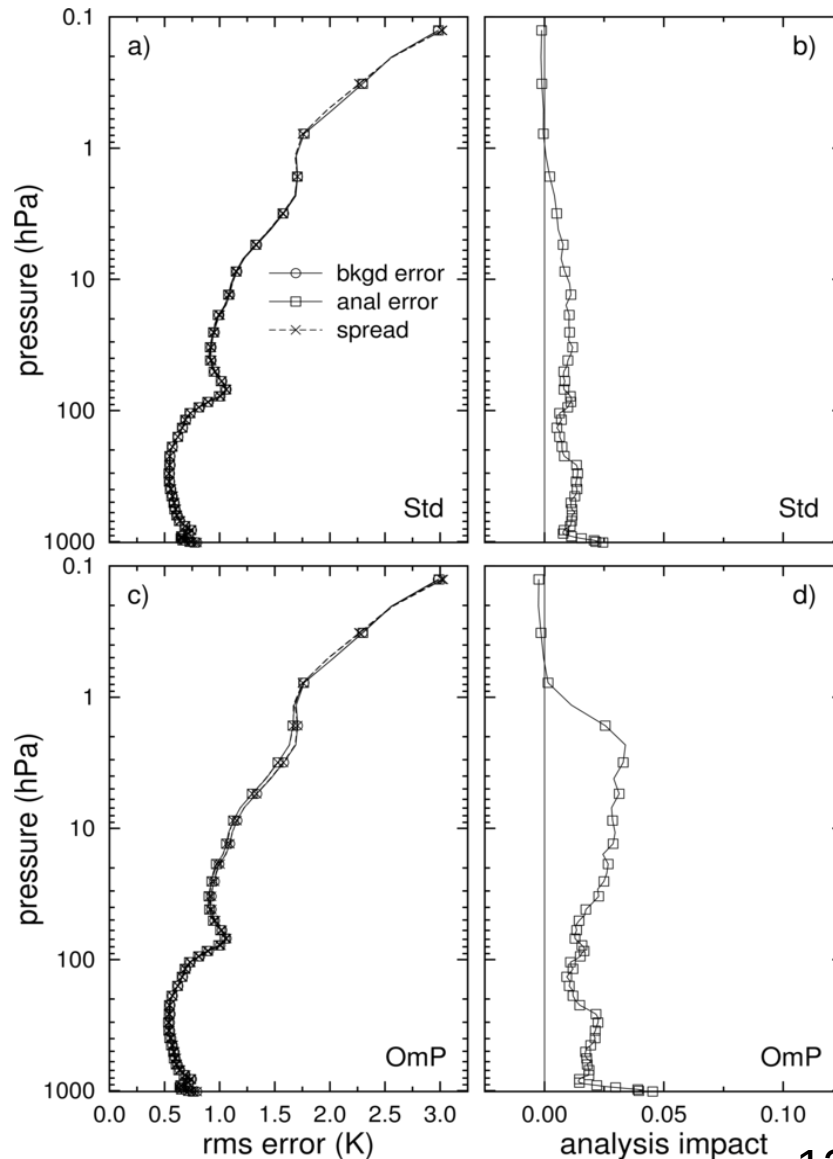 a)
b)
0.1
1
10
100
1000
pressure (hPa)
bkgd error
anal error
spread
Std
Std
c)
d)
0.1
1
10
100
1000
pressure (hPa)
OmP
OmP
0.0 0.5 1.0 1.5 2.0 2.5 3.0
0.00 0.05 0.10
rms error (K)
analysis impact